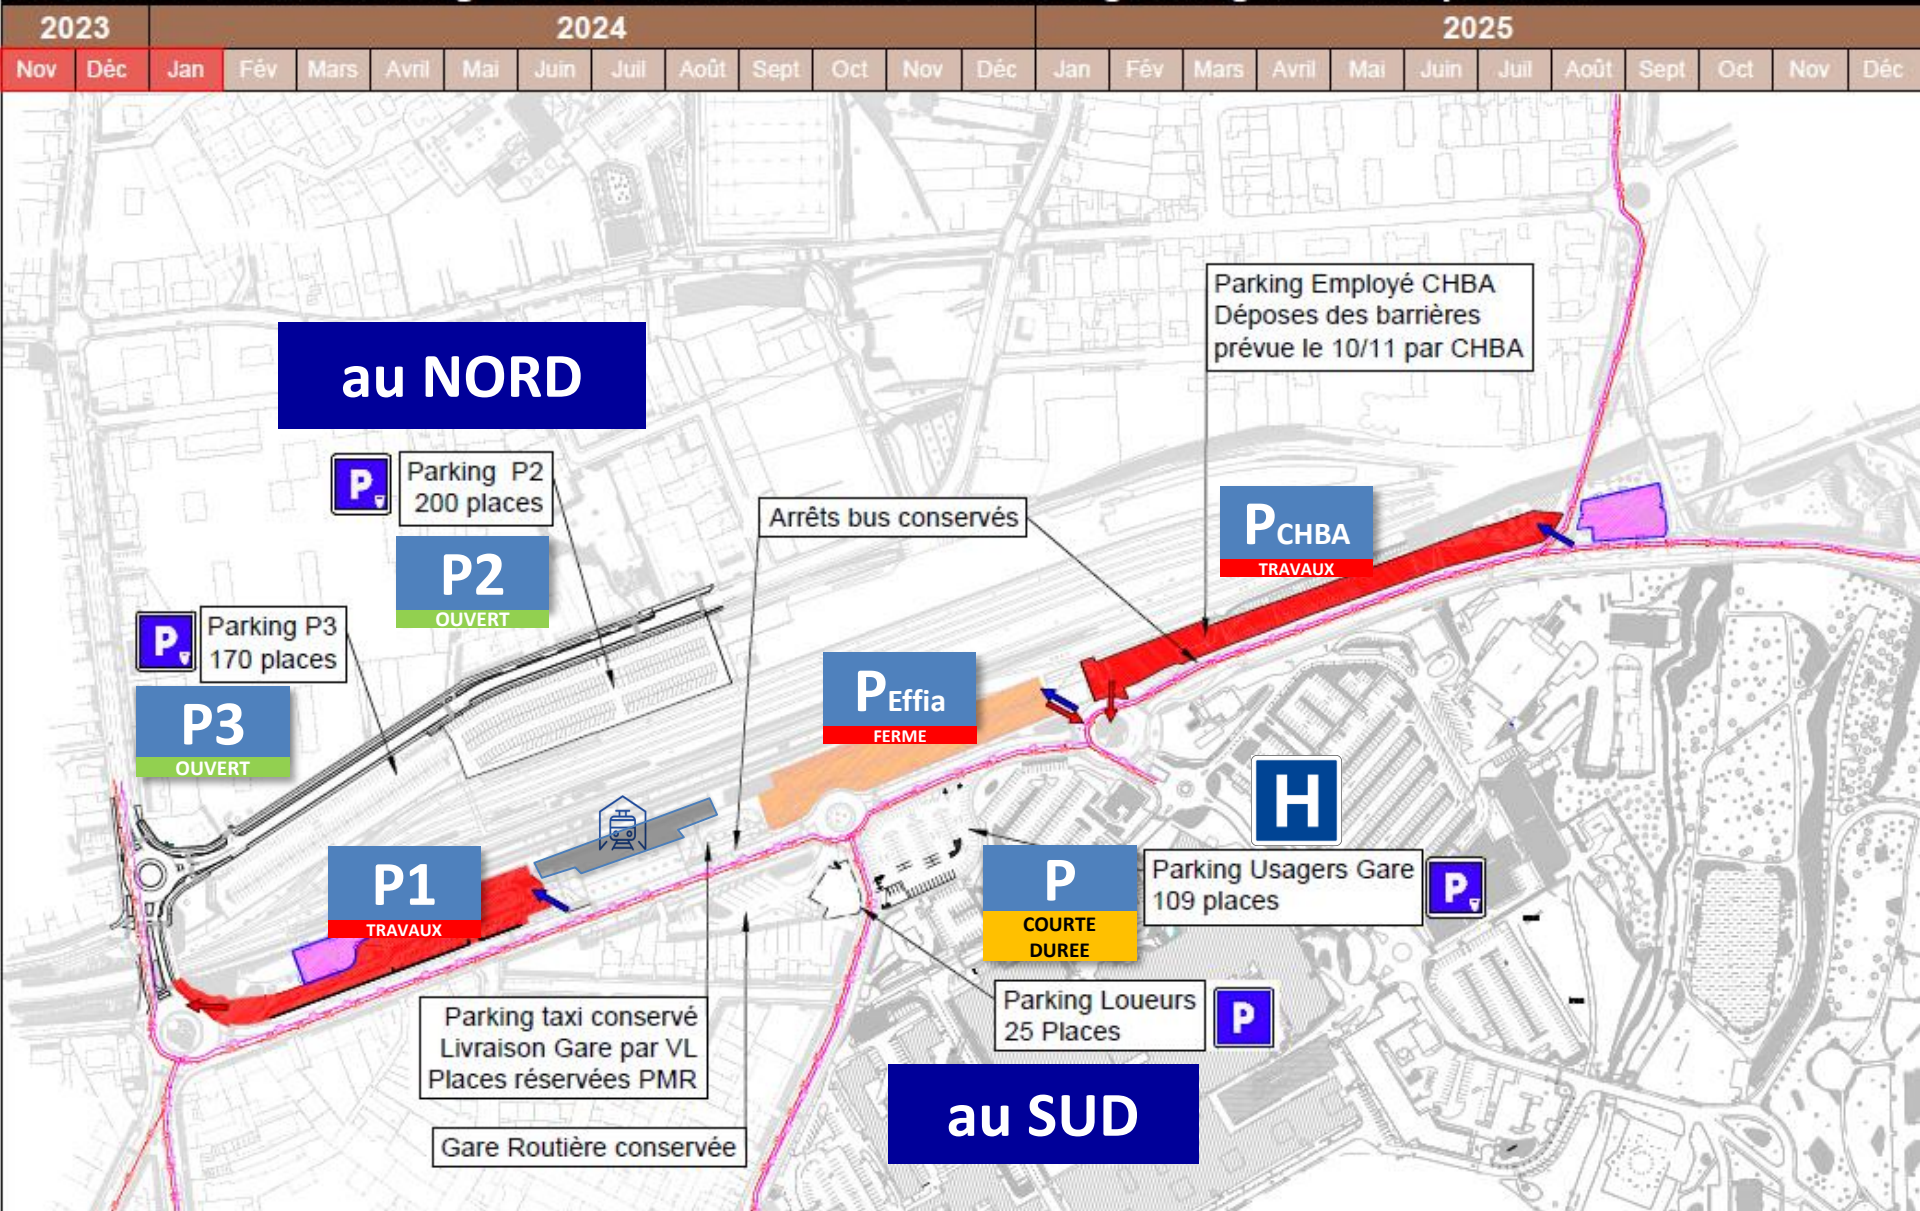 2023 2024 2025
Nov Déc Jan Fév Mars Avril Mai Juin Juil Août Sept Oct Nov Déc Jan Fév Mars Avril Mai Juin Juil Août Sept Oct Nov Déc
Parking Employé CHBA
Déposes des barrières
prévue le 10/11 par CHBA
au NORD
P
Parking P2
200 places
Arrêts bus conservés
PCHBA
TRAVAUX
P2
OUVERT
P
Parking P3
170 places
P3
OUVERT
PEffia
FERME
H
P1
TRAVAUX
P
COURTE
DUREE
Parking Usagers Gare
109 places
P
Parking taxi conservé
Livraison Gare par VL
Places réservées PMR
Parking Loueurs
25 Places
P
au SUD
Gare Routière conservée